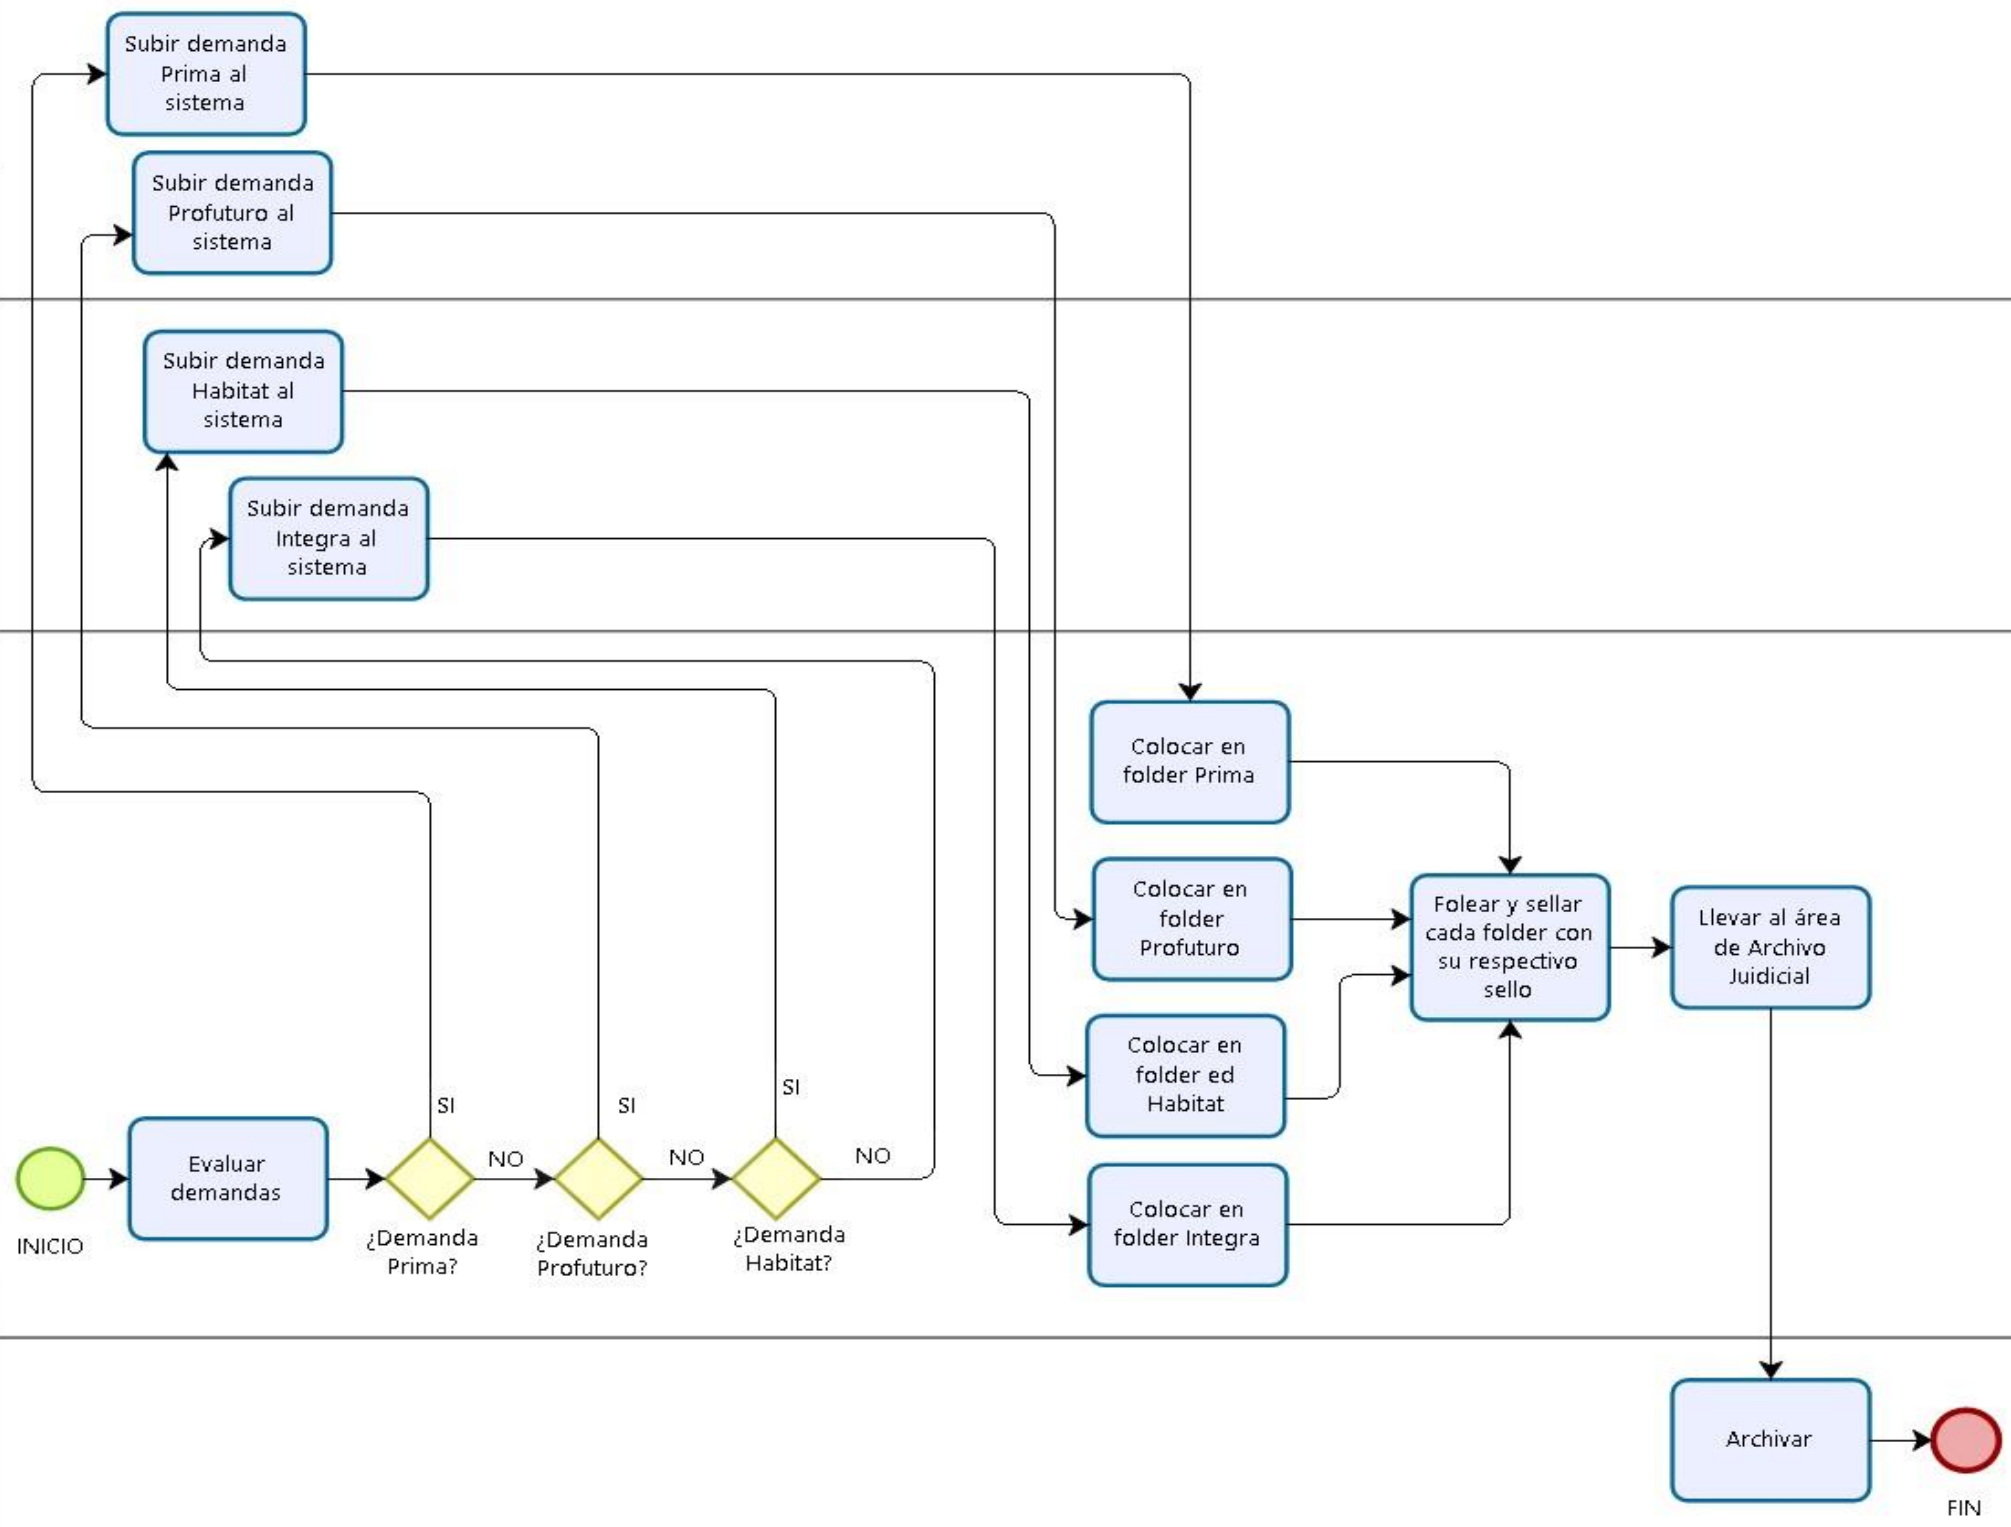 Subir demanda
Prima al
sistema
Subir demanda
Profuturo al
sistema
Subir demanda
Habitat al
sistema
Subir demanda
Integra al
sistema
Colocar en
folder Prima
Colocar en
folder
Profuturo
Folear y sellar
cada folder con
su respectivo
sello
Llevar al área
de Archivo
Juidicial
Colocar en
folder ed
Habitat
Colocar en
folder Integra
SI
SI
SI
NO
NO
NO
Evaluar
demandas
INICIO
¿Demanda
Prima?
¿Demanda
Profuturo?
¿Demanda
Habitat?
Archivar
FIN